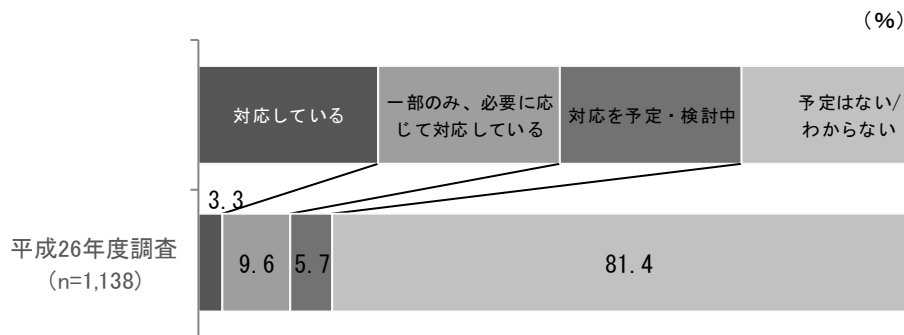 (%)
対応している
一部のみ、必要に応
じて対応している
対応を予定・検討中
予定はない/
わからない
3.3
平成26年度調査
(n=1,138)
9.6
5.7
81.4